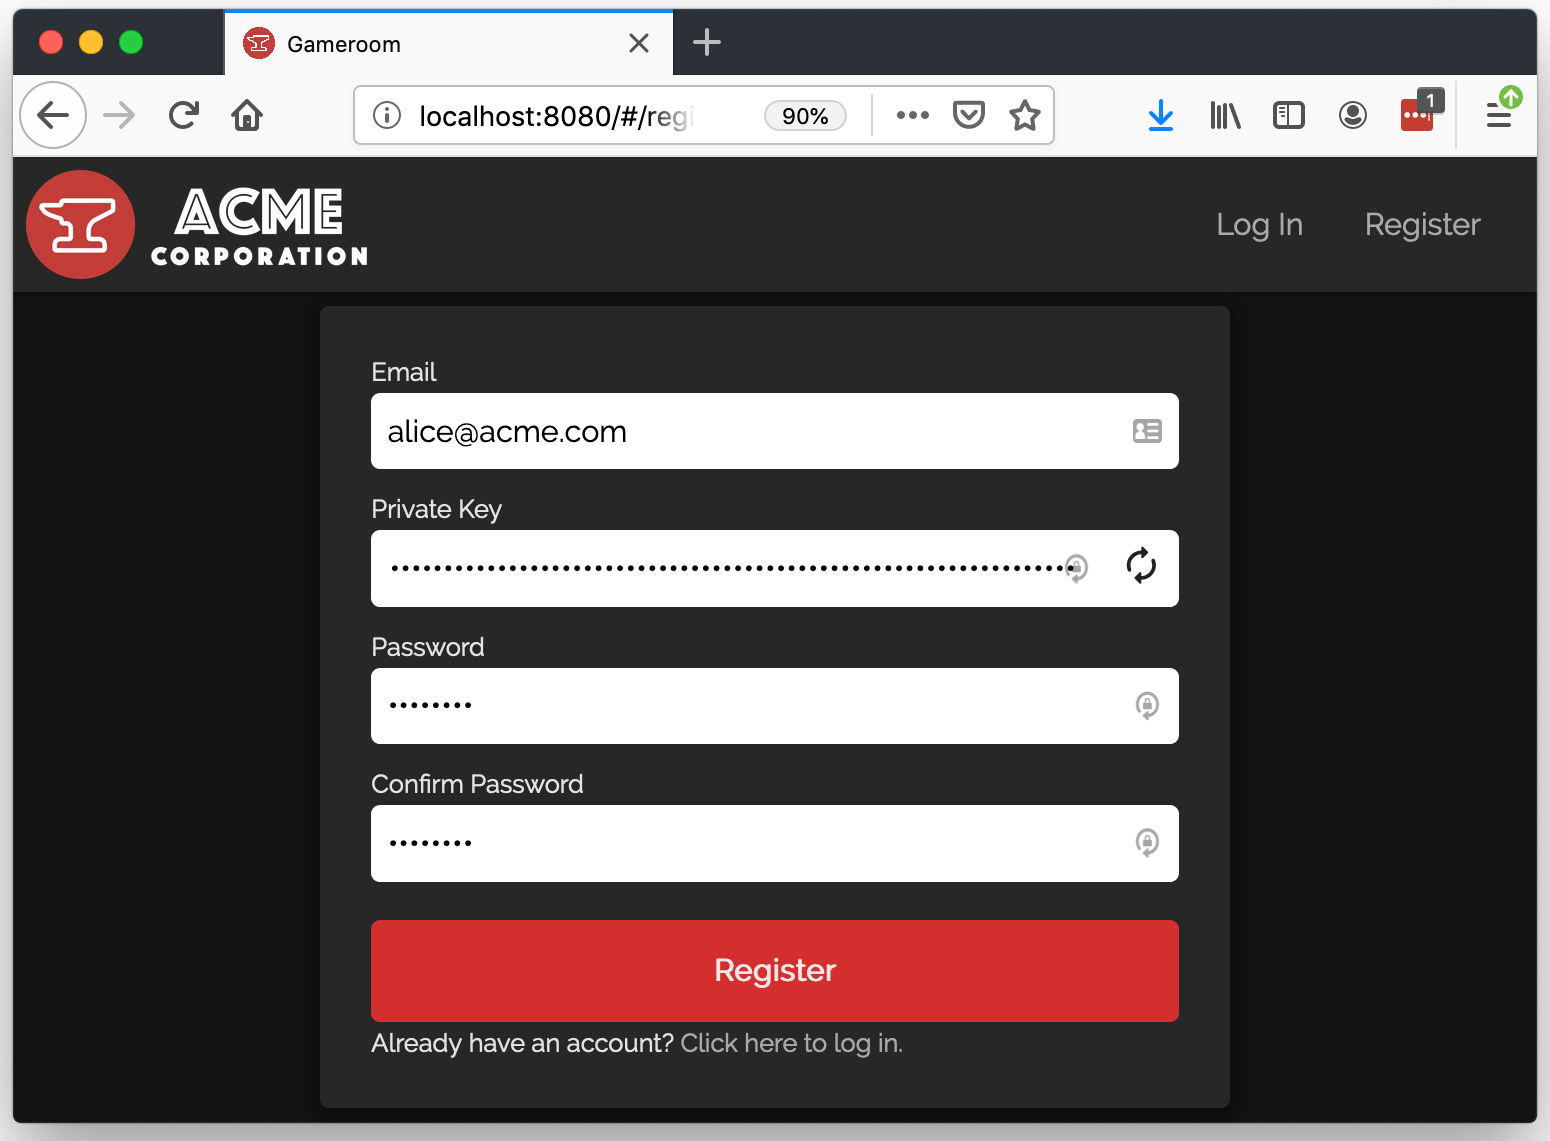 Gameroom
localhost:8080/#/regi
90%
1
ACME
CORPORATION
Log In
Register
Email
alice@acme.com
Private Key
Password
Confirm Password
Register
Already have an account? Click here to log in.